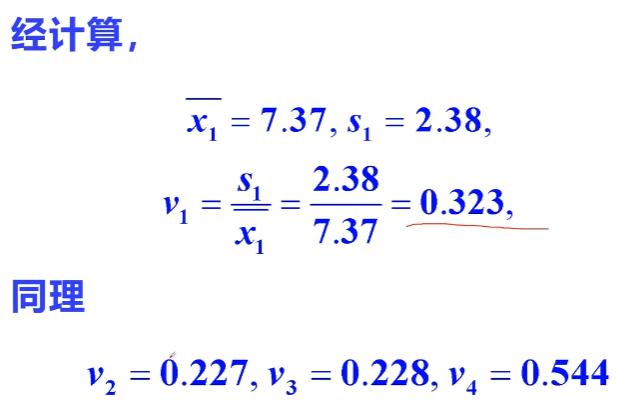 经计算,
x̄₁ = 7.37, s₁ = 2.38,
v₁ = s₁/x̄₁ = 2.38/7.37 = 0.323,
同理
v₂ = 0.227, v₃ = 0.228, v₄ = 0.544